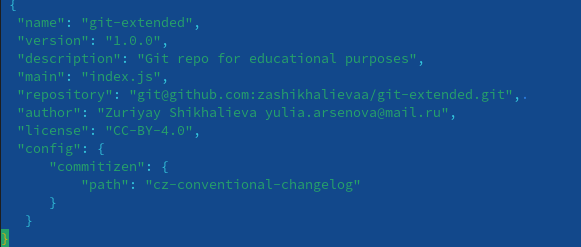 {
"name": "git-extended",
"version": "1.0.0",
"description": "Git repo for educational purposes",
"main": "index.js",
"repository": "git@github.com:zashikhalievaa/git-extended.git",.
"author": "Zuriyay Shikhalieva yulia.arsenova@mail.ru",
"license": "CC-BY-4.0",
"config": {
"commitizen": {
"path": "cz-conventional-changelog"
}
}
}